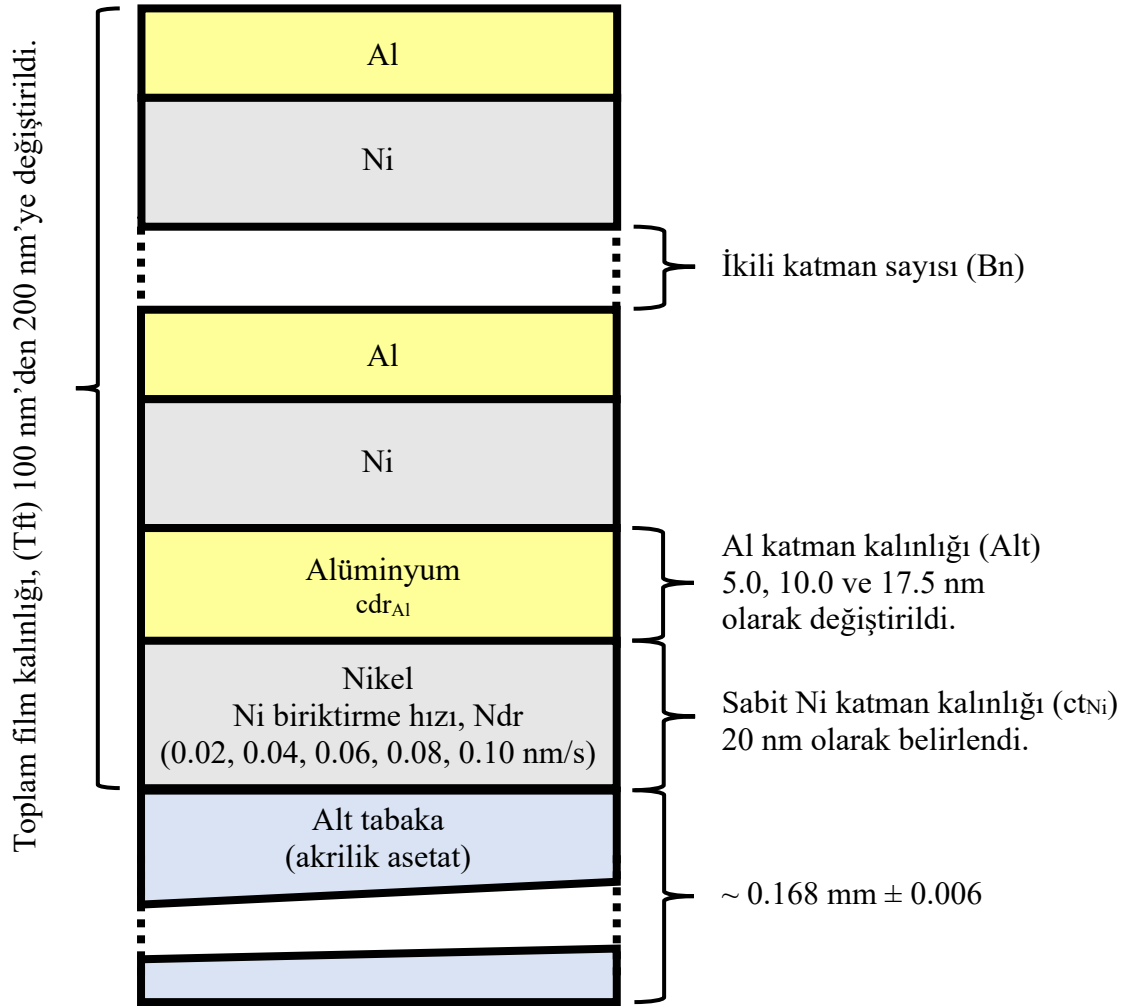 Toplam film kalınlığı, (Tft) 100 nm’den 200 nm’ye değiştirildi.
Al
Ni
İkili katman sayısı (Bn)
Al
Ni
Alüminyum
cdrAl
Al katman kalınlığı (Alt)
5.0, 10.0 ve 17.5 nm
olarak değiştirildi.
Nikel
Ni biriktirme hızı, Ndr
(0.02, 0.04, 0.06, 0.08, 0.10 nm/s)
Sabit Ni katman kalınlığı (ctNi)
20 nm olarak belirlendi.
Alt tabaka
(akrilik asetat)
~ 0.168 mm ± 0.006